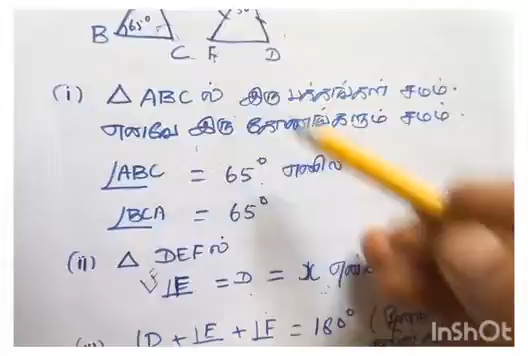 B 65° C F D
(i) △ ABC ல் இரு பக்கங்கள் சமம்.
எனவே இரு கோணங்களும் சமம்.
∠ABC = 65° எனில்
∠BCA = 65°
(ii) △ DEF ல்
∠E = D = x
∠D + ∠E + ∠F = 180°
InShOt